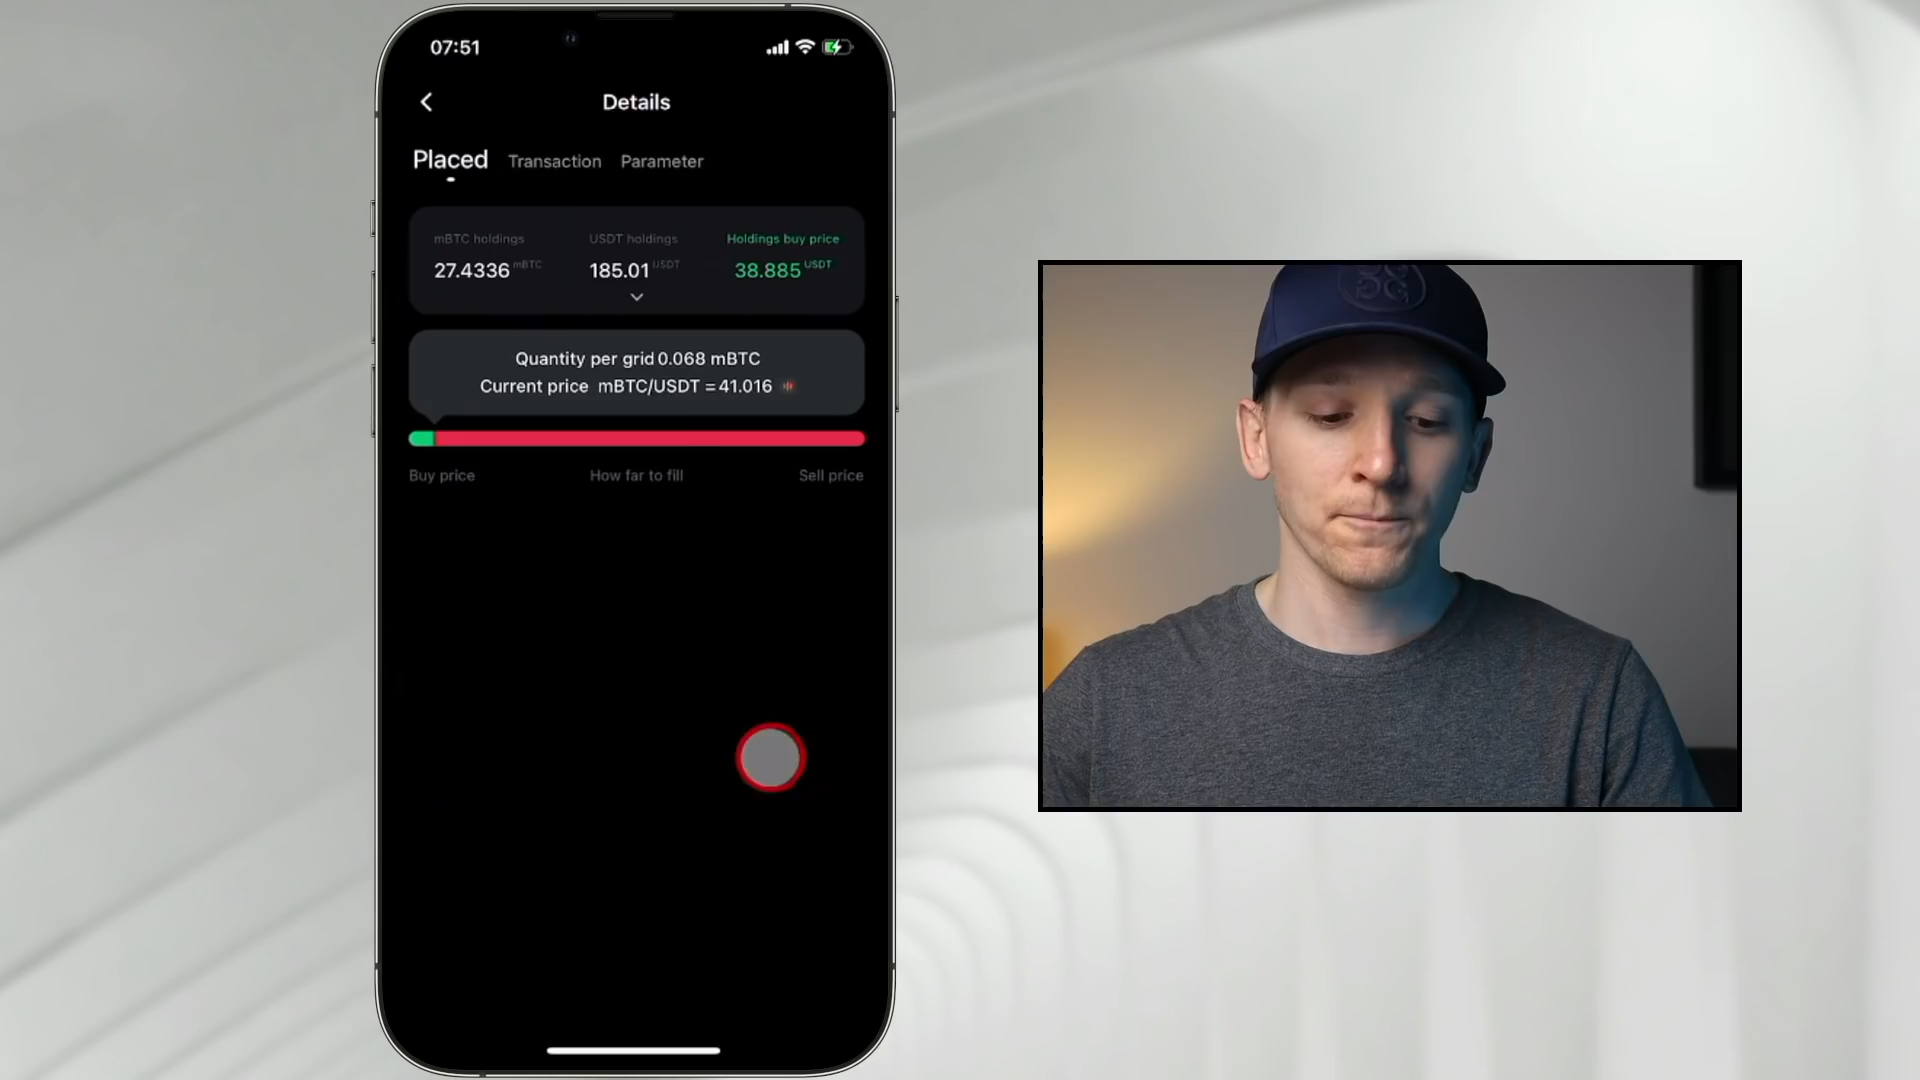 07:51
Details
Placed Transaction Parameter
mBTC holdings USDT holdings Holdings buy price
27.4336 mBTC 185.01 USDT 38.885 USDT
Quantity per grid 0.068 mBTC
Current price mBTC/USDT =41.016
Buy price How far to fill Sell price